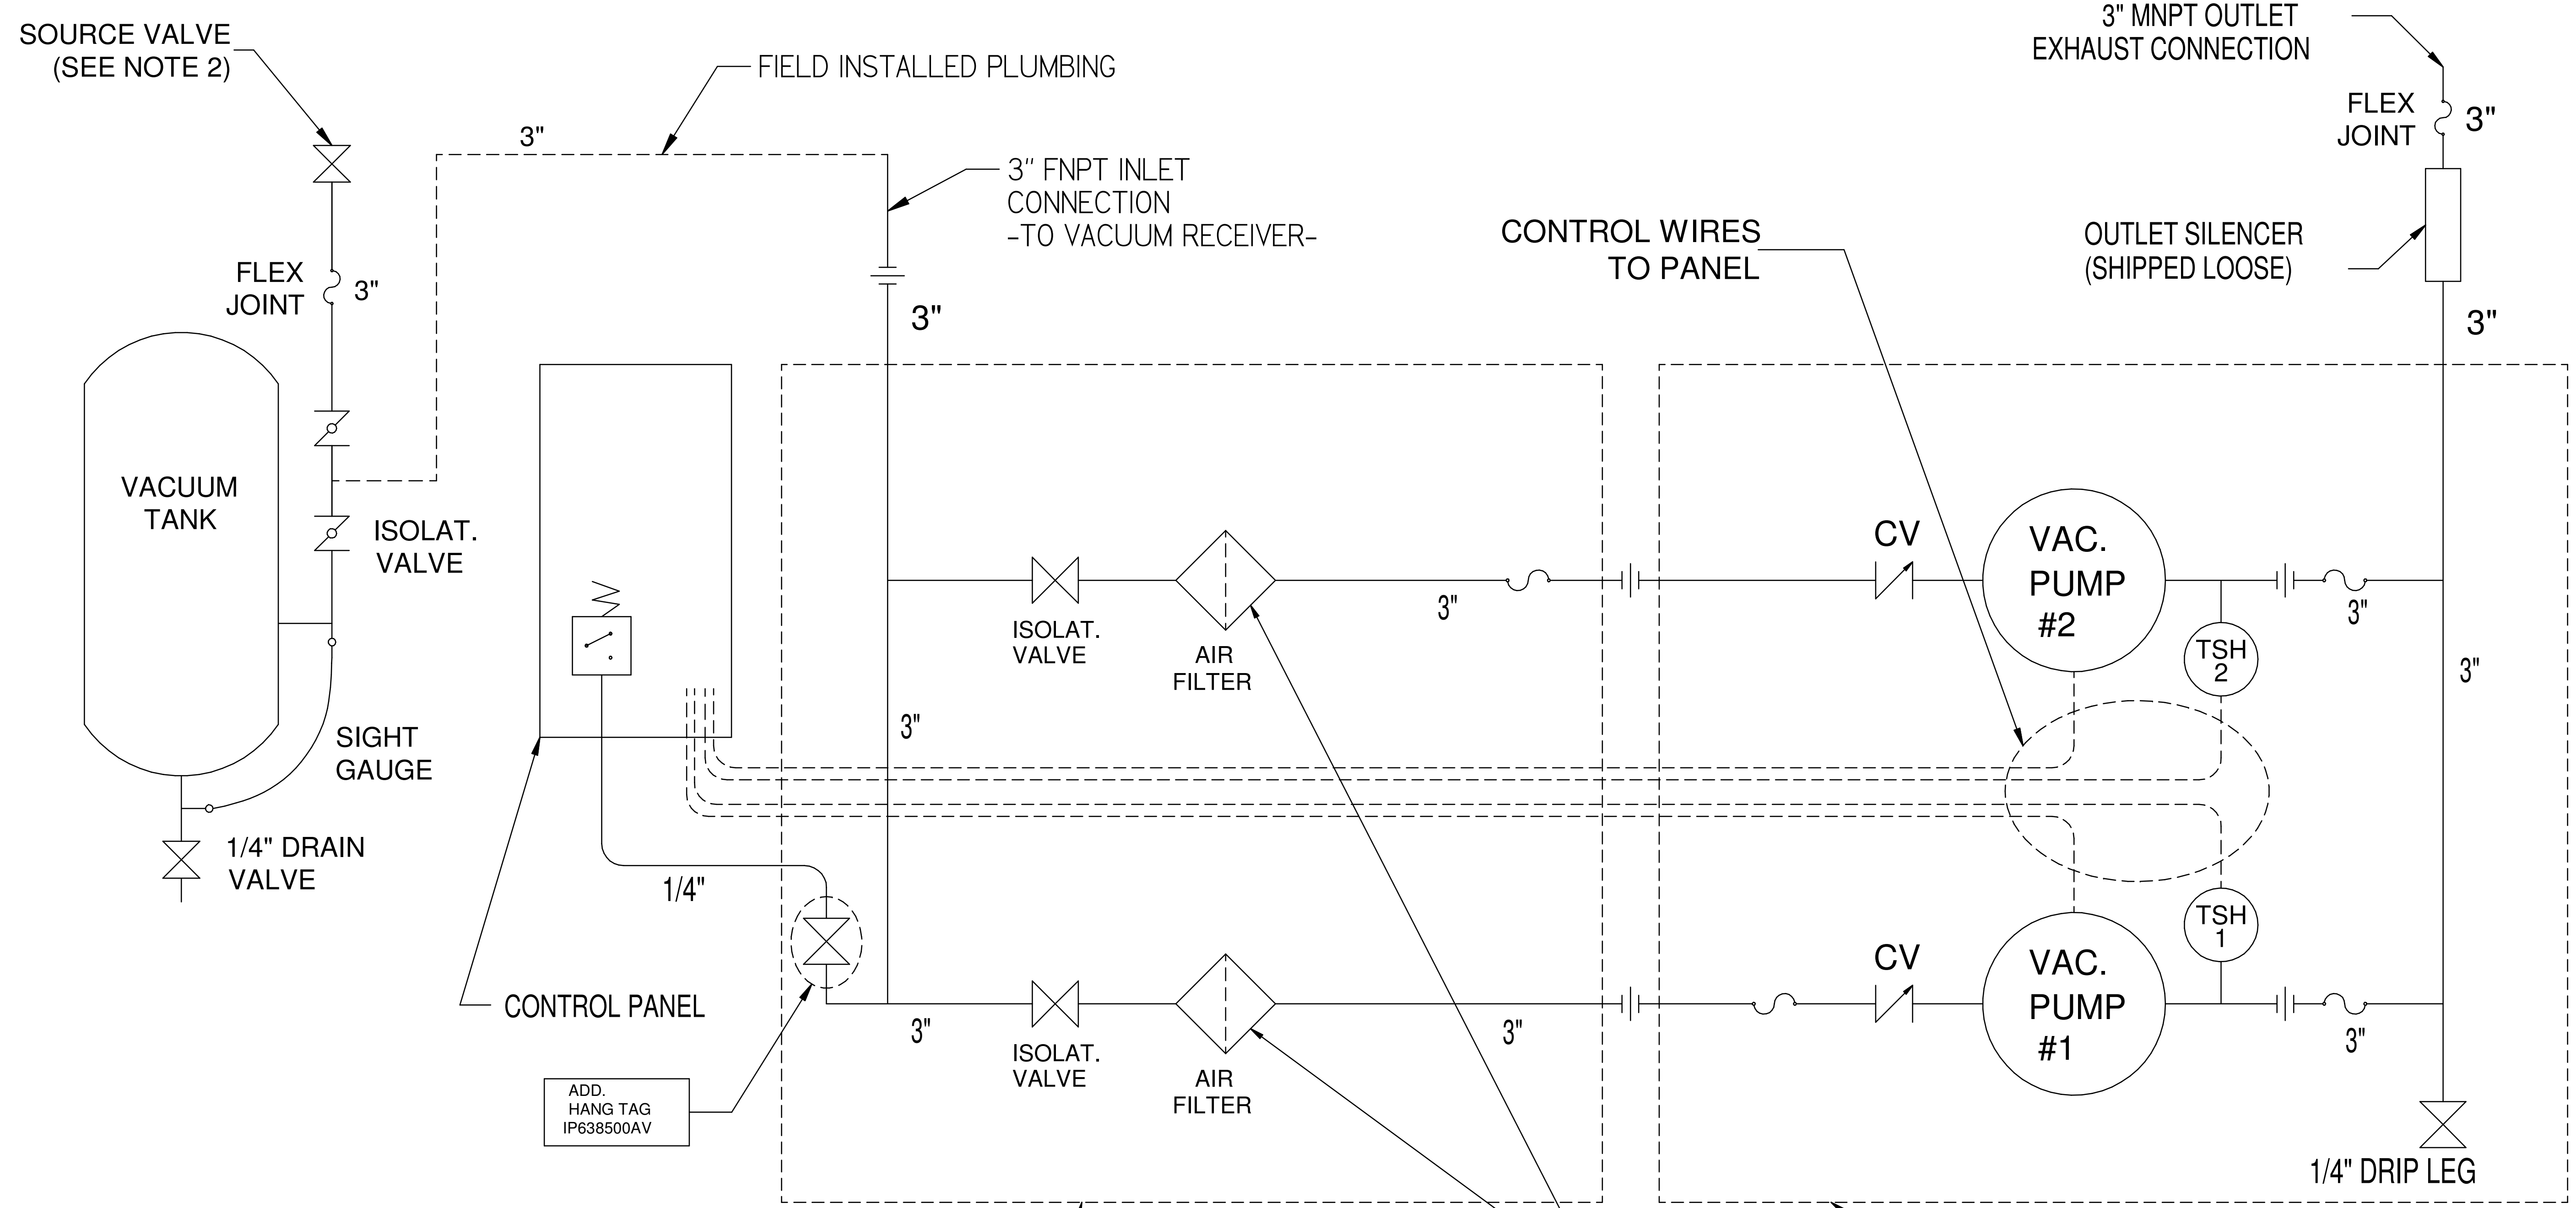 SOURCE VALVE
(SEE NOTE 2)
FIELD INSTALLED PLUMBING
3"
3" FNPT INLET
CONNECTION
-TO VACUUM RECEIVER-
3" MNPT OUTLET
EXHAUST CONNECTION
FLEX
JOINT
3"
CONTROL WIRES
TO PANEL
OUTLET SILENCER
(SHIPPED LOOSE)
FLEX
JOINT
3"
3"
3"
VACUUM
TANK
ISOLAT.
VALVE
SIGHT
GAUGE
1/4" DRAIN
VALVE
CV
VAC.
PUMP
#2
ISOLAT.
VALVE
AIR
FILTER
3"
TSH
2
3"
3"
3"
1/4"
CONTROL PANEL
ADD.
HANG TAG
IP638500AV
3"
ISOLAT.
VALVE
AIR
FILTER
3"
CV
VAC.
PUMP
#1
TSH
1
3"
1/4" DRIP LEG